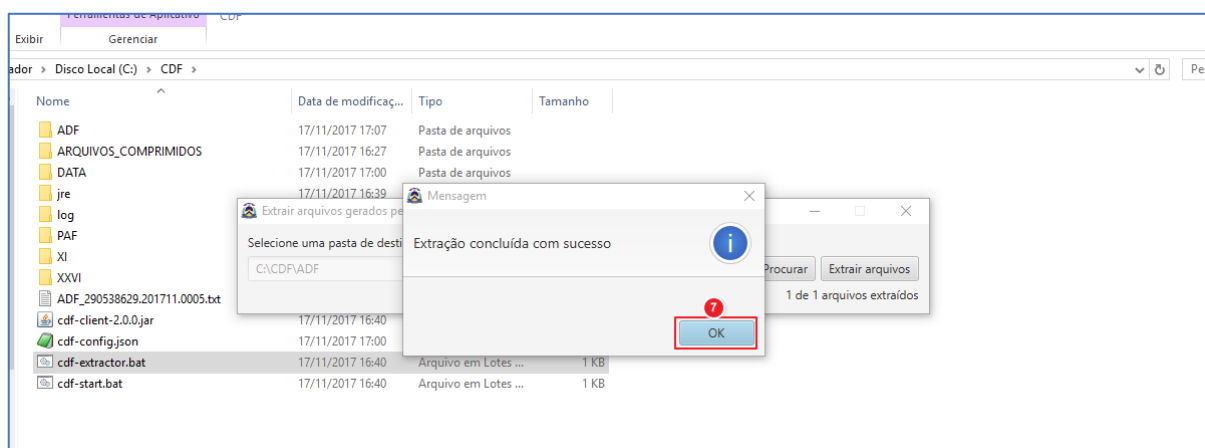 Ferramentas de Aplicativo CDF
Exibir Gerenciar
ador > Disco Local (C:) > CDF > Pe
Nome Data de modificaç... Tipo Tamanho
ADF 17/11/2017 17:07 Pasta de arquivos
ARQUIVOS_COMPRIMIDOS 17/11/2017 16:27 Pasta de arquivos
DATA 17/11/2017 17:00 Pasta de arquivos
jre 17/11/2017 16:39
log
PAF
XI
XXVI
ADF_290538629.201711.0005.txt
cdf-client-2.0.0.jar 17/11/2017 16:40
cdf-config.json 17/11/2017 17:00
cdf-extractor.bat 17/11/2017 16:40 Arquivo em Lotes ... 1 KB
cdf-start.bat 17/11/2017 16:40 Arquivo em Lotes ... 1 KB
Extrair arquivos gerados pe
Selecione uma pasta de desti
C:\CDF\ADF
Procurar Extrair arquivos
1 de 1 arquivos extraídos
Mensagem
Extração concluída com sucesso
i
7
OK